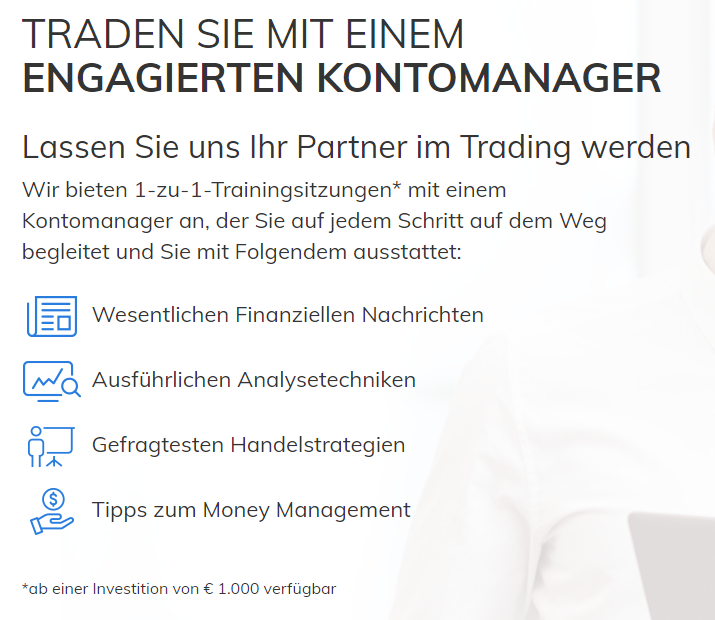 TRADEN SIE MIT EINEM
ENGAGIERTEN KONTOMANAGER
Lassen Sie uns Ihr Partner im Trading werden
Wir bieten 1-zu-1-Trainingsitzungen* mit einem
Kontomanager an, der Sie auf jedem Schritt auf dem Weg
begleitet und Sie mit Folgendem ausstattet:
Wesentlichen Finanziellen Nachrichten
Ausführlichen Analysetechniken
Gefragtesten Handelstrategien
$
Tipps zum Money Management
*ab einer Investition von € 1.000 verfügbar